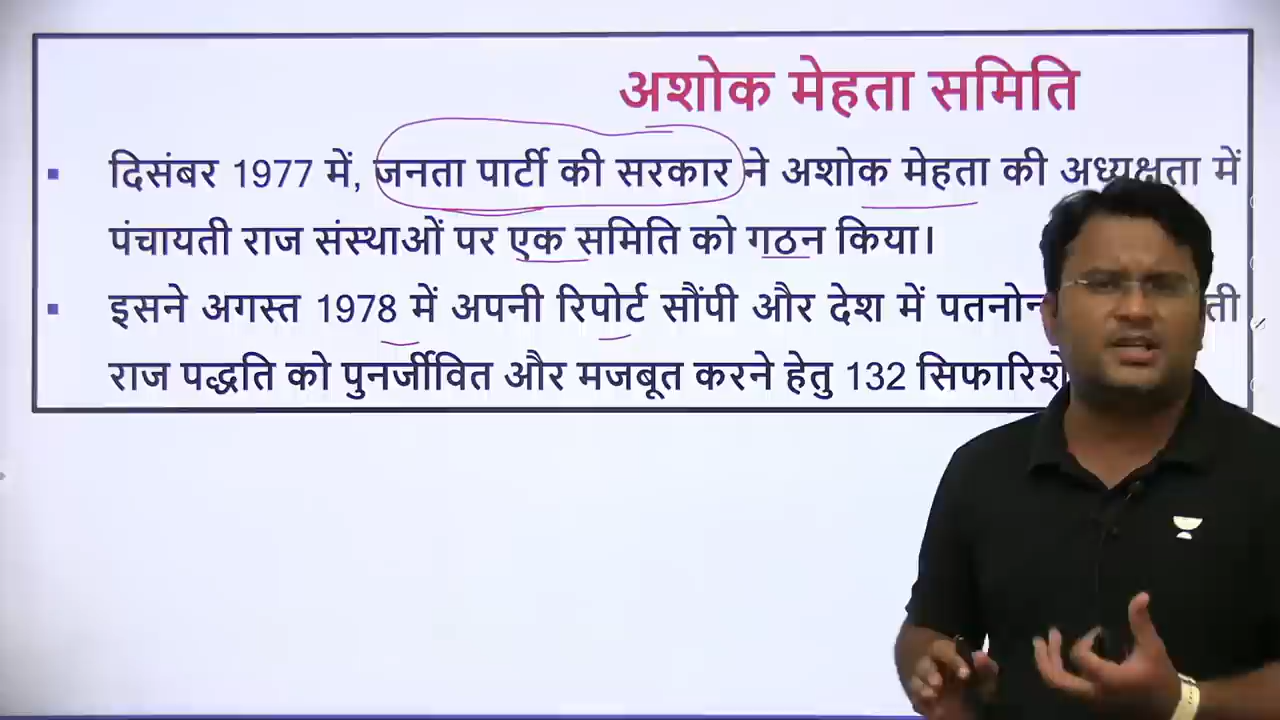 अशोक मेहता समिति
▪ दिसंबर 1977 में, जनता पार्टी की सरकार ने अशोक मेहता की अध्यक्षता में
पंचायती राज संस्थाओं पर एक समिति को गठन किया।
▪ इसने अगस्त 1978 में अपनी रिपोर्ट सौंपी और देश में
राज पद्धति को पुनर्जीवित और मजबूत करने हेतु 132